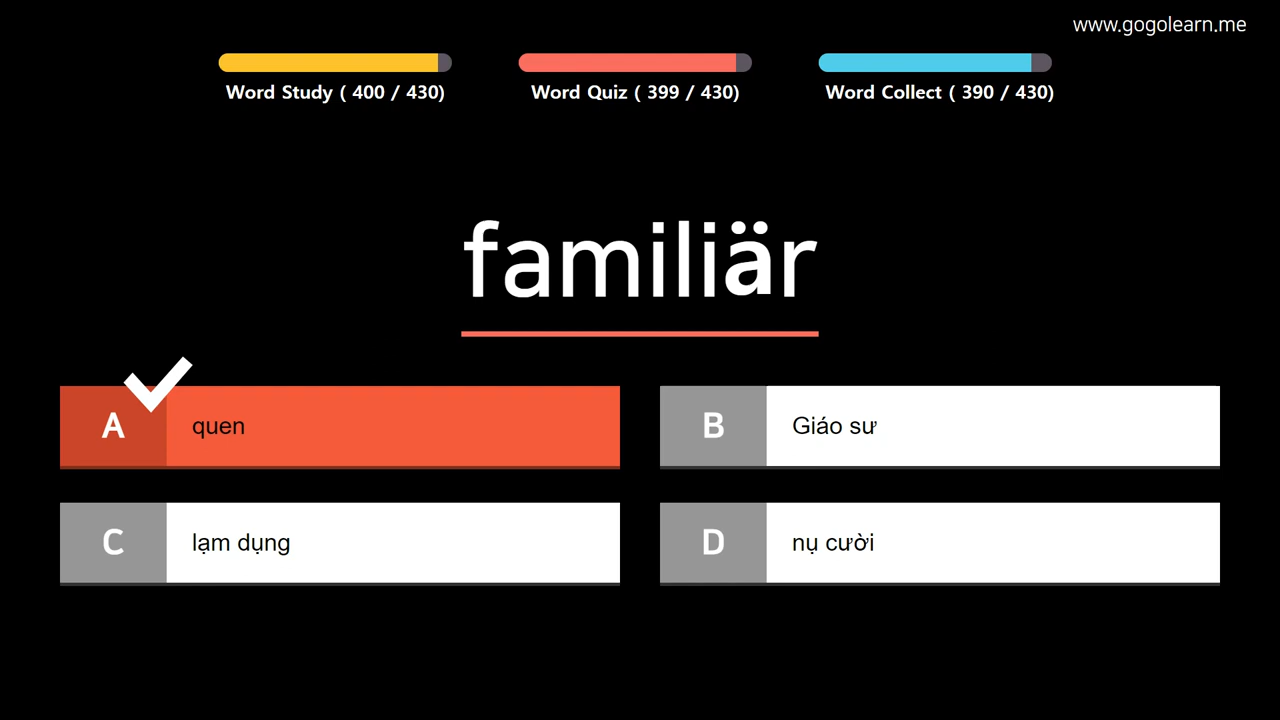 www.gogolearn.me
Word Study ( 400 / 430)
Word Quiz ( 399 / 430)
Word Collect ( 390 / 430)
familiär
A quen
B Giáo sư
C lạm dụng
D nụ cười